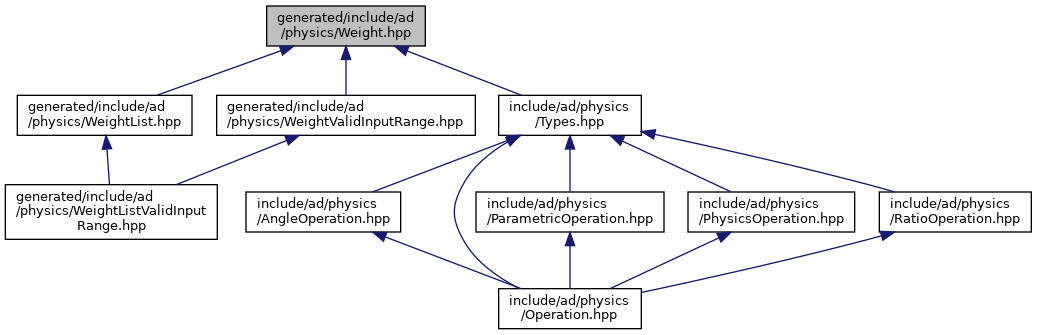 generated/include/ad
/physics/Weight.hpp
generated/include/ad
/physics/WeightList.hpp
generated/include/ad
/physics/WeightValidInputRange.hpp
include/ad/physics
/Types.hpp
generated/include/ad
/physics/WeightListValidInput
Range.hpp
include/ad/physics
/AngleOperation.hpp
include/ad/physics
/ParametricOperation.hpp
include/ad/physics
/PhysicsOperation.hpp
include/ad/physics
/RatioOperation.hpp
include/ad/physics
/Operation.hpp